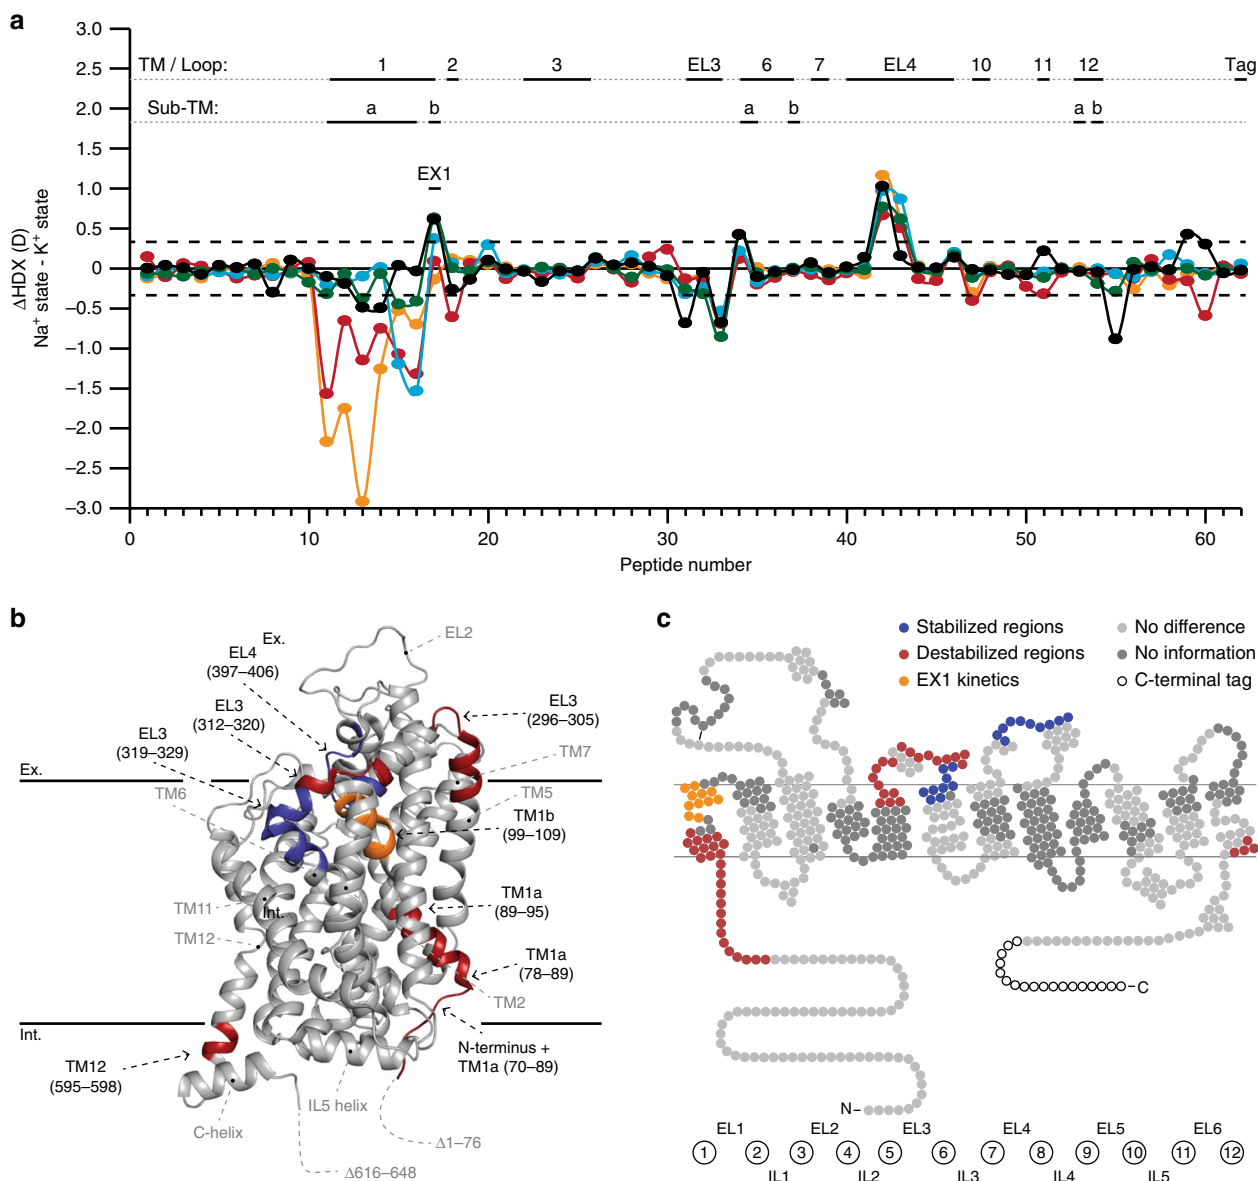 a
3.0
2.5
2.0
1.5
1.0
0.5
0
−0.5
−1.0
−1.5
−2.0
−2.5
−3.0
ΔHDX (D)
Na⁺ state - K⁺ state
TM / Loop:
1
2
3
EL3
6
7
EL4
10
11
12
Tag
Sub-TM:
a
b
a
b
a
b
EX1
0
10
20
30
40
50
60
Peptide number
b
Ex.
EL2
EL4
(397–406)
EL3
(312–320)
EL3
(319–329)
EL3
(296–305)
Ex.
TM7
TM6
TM5
TM1b
(99–109)
TM1a
(89–95)
TM11
Int.
TM12
TM1a
(78–89)
TM2
Int.
N-terminus +
TM1a (70–89)
TM12
(595–598)
IL5 helix
C-helix
Δ1–76
Δ616–648
c
Stabilized regions
No difference
Destabilized regions
No information
EX1 kinetics
C-terminal tag
C
N
EL1
EL2
EL3
EL4
EL5
EL6
1
2
3
4
5
6
7
8
9
10
11
12
IL1
IL2
IL3
IL4
IL5